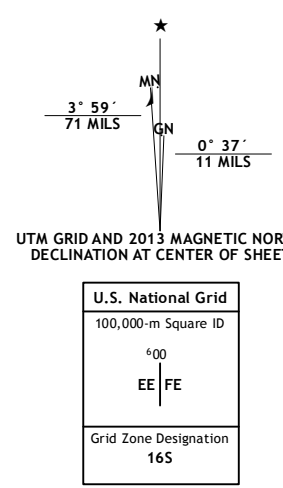 ★
MN
3° 59´
71 MILS
GN
0° 37´
11 MILS
UTM GRID AND 2013 MAGNETIC NOR
DECLINATION AT CENTER OF SHEE
U.S. National Grid
100,000-m Square ID
⁶00
EE FE
Grid Zone Designation
16S